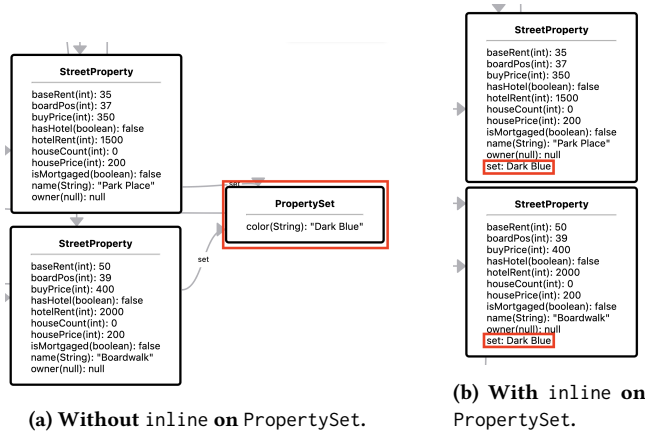 StreetProperty
baseRent(int): 35
boardPos(int): 37
buyPrice(int): 350
hasHotel(boolean): false
hotelRent(int): 1500
houseCount(int): 0
housePrice(int): 200
isMortgaged(boolean): false
name(String): "Park Place"
owner(null): null
set
PropertySet
color(String): "Dark Blue"
set
StreetProperty
baseRent(int): 50
boardPos(int): 39
buyPrice(int): 400
hasHotel(boolean): false
hotelRent(int): 2000
houseCount(int): 0
housePrice(int): 200
isMortgaged(boolean): false
name(String): "Boardwalk"
owner(null): null
(a) Without inline on PropertySet.
StreetProperty
baseRent(int): 35
boardPos(int): 37
buyPrice(int): 350
hasHotel(boolean): false
hotelRent(int): 1500
houseCount(int): 0
housePrice(int): 200
isMortgaged(boolean): false
name(String): "Park Place"
owner(null): null
set: Dark Blue
StreetProperty
baseRent(int): 50
boardPos(int): 39
buyPrice(int): 400
hasHotel(boolean): false
hotelRent(int): 2000
houseCount(int): 0
housePrice(int): 200
isMortgaged(boolean): false
name(String): "Boardwalk"
owner(null): null
set: Dark Blue
(b) With inline on
PropertySet.